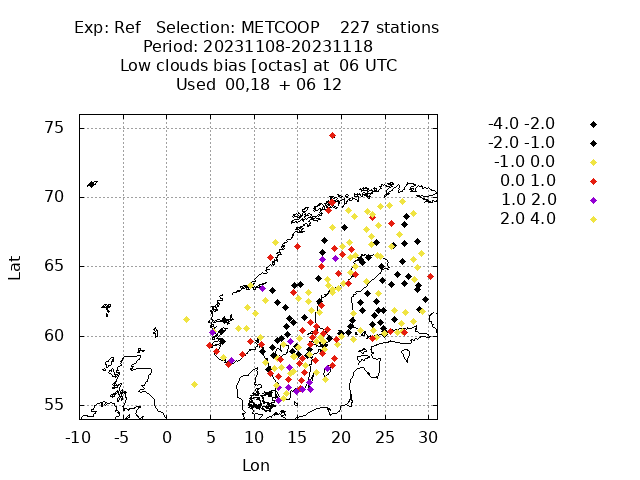 Exp: Ref   Selection: METCOOP    227 stations
Period: 20231108-20231118
Low clouds bias [octas] at  06 UTC
Used  00,18  + 06 12
-4.0 -2.0
-2.0 -1.0
-1.0 0.0
0.0 1.0
1.0 2.0
2.0 4.0
75
70
65
60
55
Lat
-10 -5 0 5 10 15 20 25 30
Lon